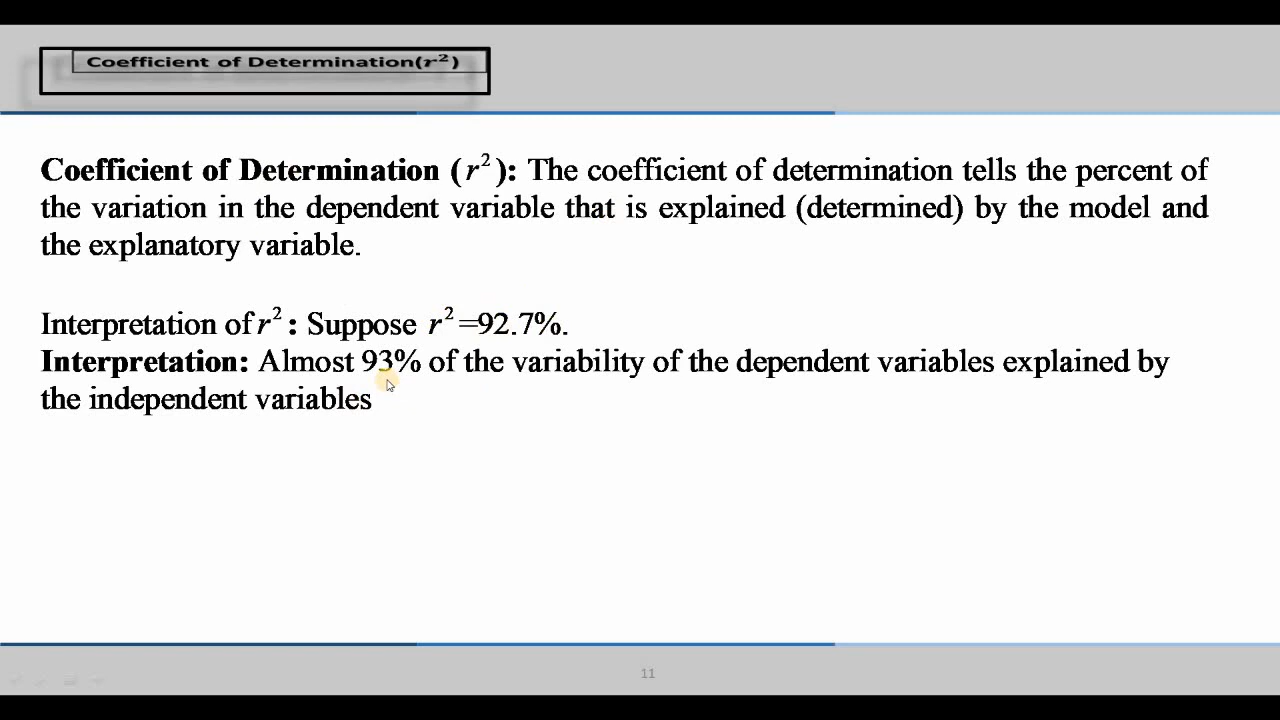 Coefficient of Determination(r²)
Coefficient of Determination (r²): The coefficient of determination tells the percent of
the variation in the dependent variable that is explained (determined) by the model and
the explanatory variable.
Interpretation of r² : Suppose r²=92.7%.
Interpretation: Almost 93% of the variability of the dependent variables explained by
the independent variables
11